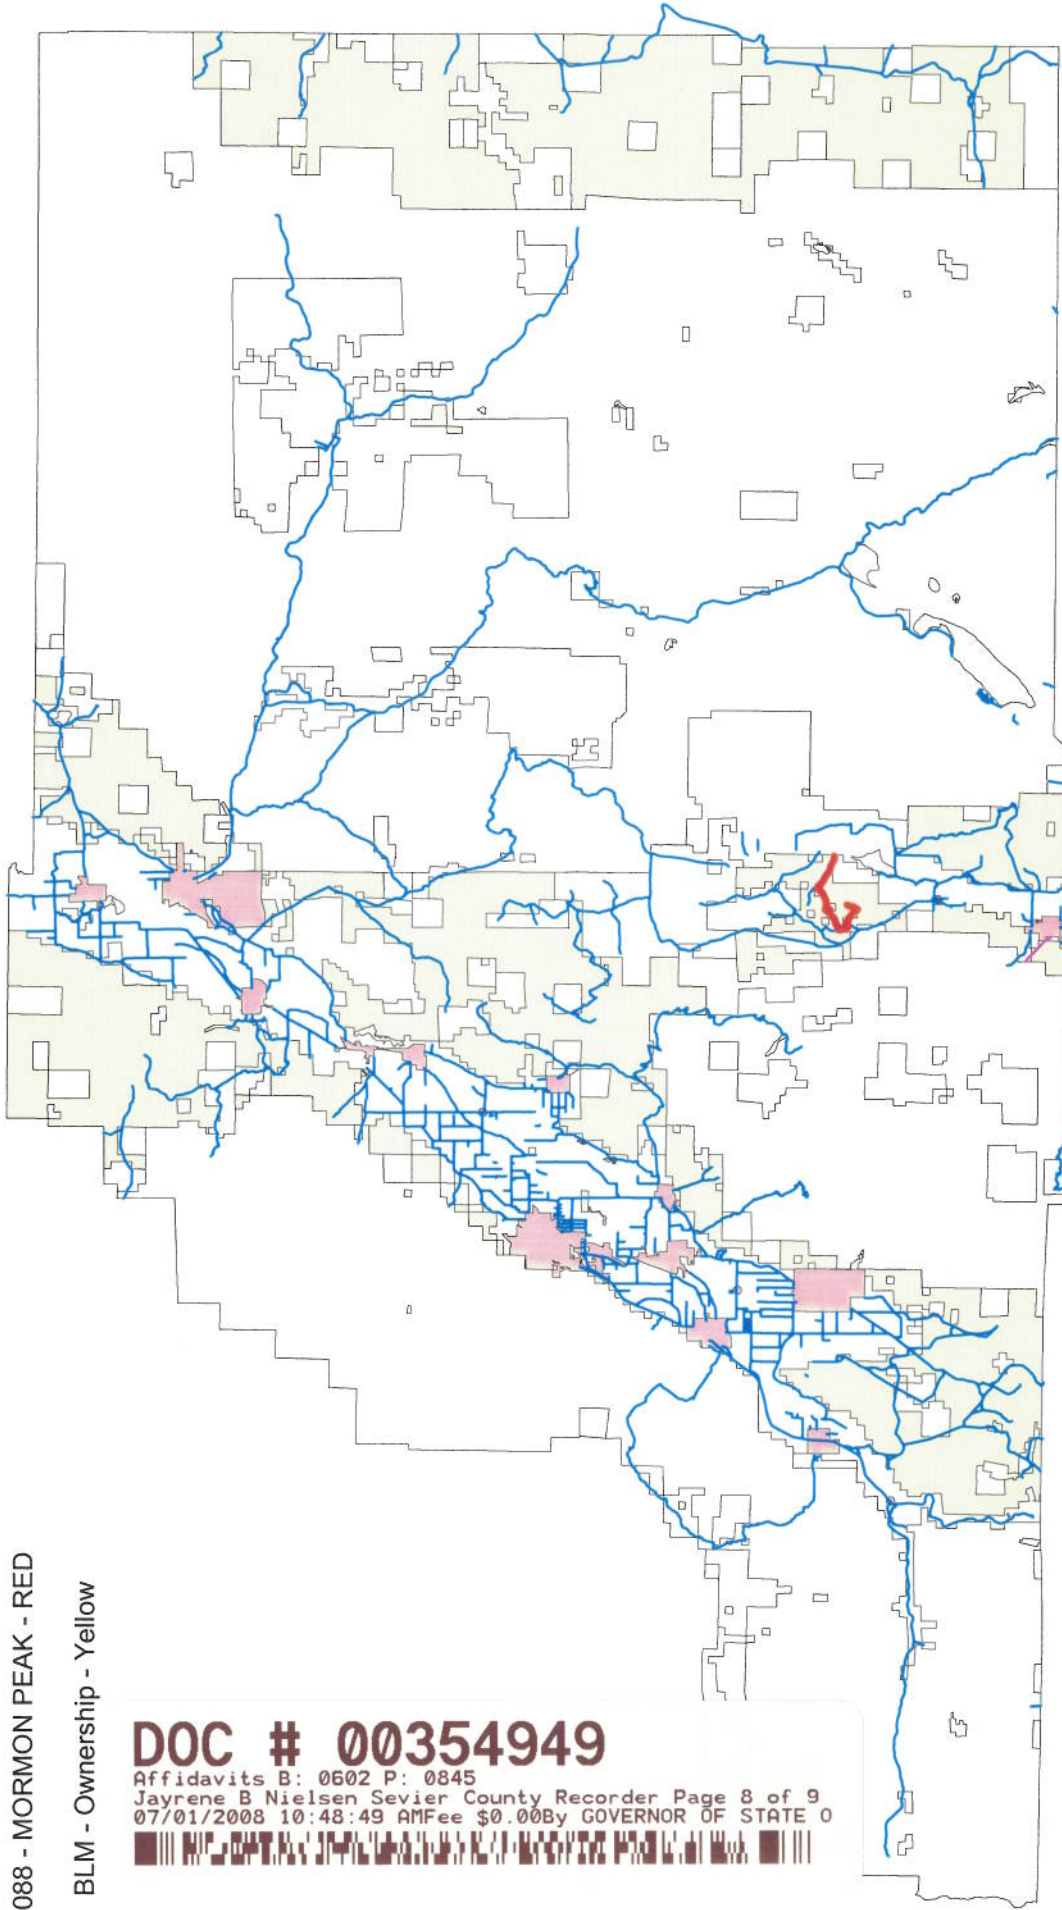 088 - MORMON PEAK - RED
BLM - Ownership - Yellow
DOC # 00354949
Affidavits B: 0602 P: 0845
Jayrene B Nielsen Sevier County Recorder Page 8 of 9
07/01/2008 10:48:49 AMFee $0.00By GOVERNOR OF STATE O